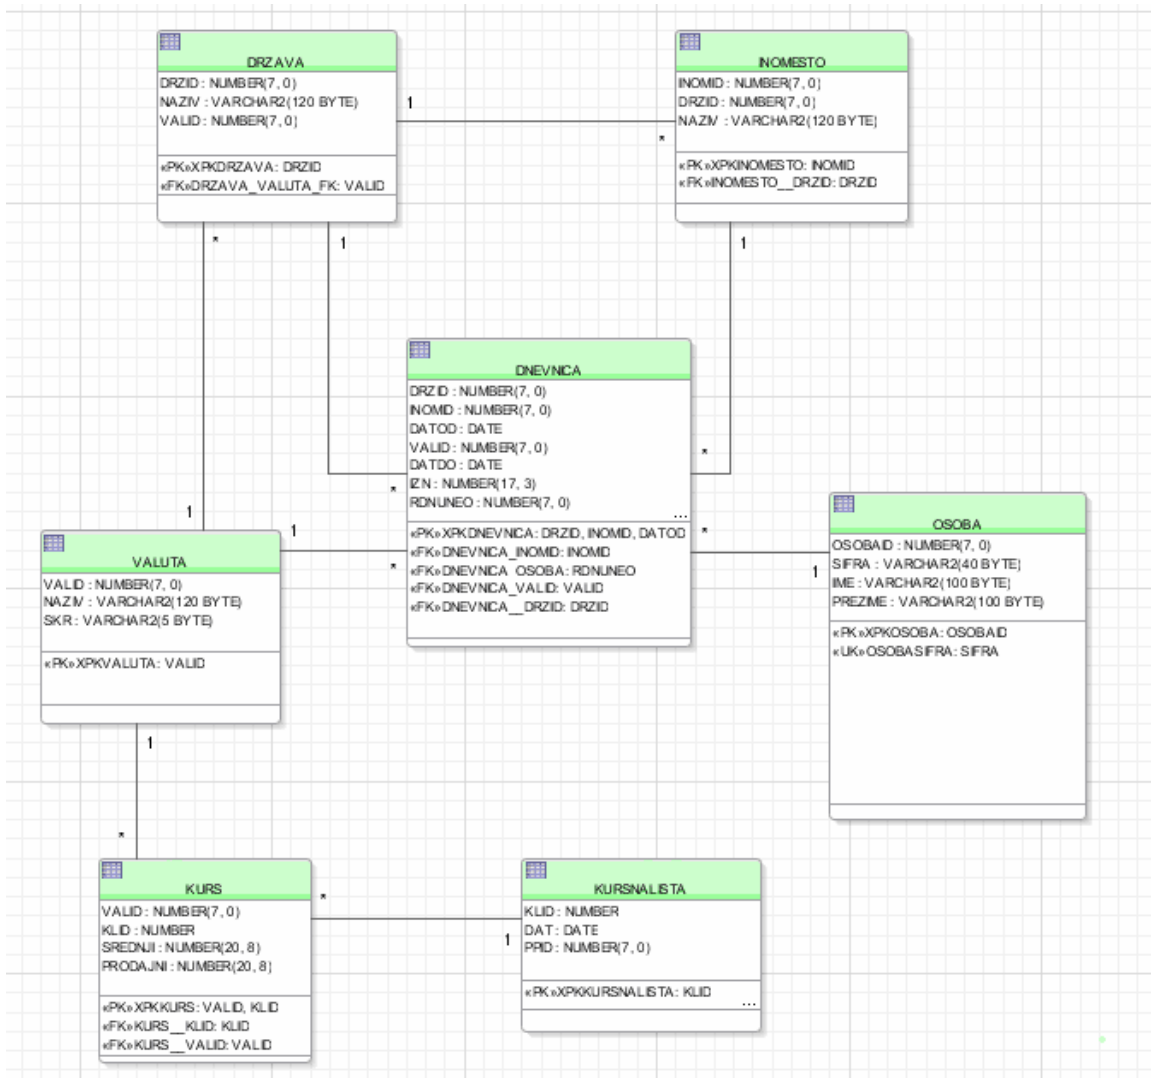 DRZAVA
DRZID : NUMBER(7, 0)
NAZIV : VARCHAR2(120 BYTE)
VALID : NUMBER(7, 0)
«PK»XPKDRZAVA: DRZID
«FK»DRZAVA_VALUTA_FK: VALID
1
*
INOMESTO
INOMID : NUMBER(7, 0)
DRZID : NUMBER(7, 0)
NAZIV : VARCHAR2(120 BYTE)
«PK»XPKINOMESTO: INOMID
«FK»INOMESTO__DRZID: DRZID
*
1
1
DNEVNICA
DRZID : NUMBER(7, 0)
INOMID : NUMBER(7, 0)
DATOD : DATE
VALID : NUMBER(7, 0)
DATDO : DATE
IZN : NUMBER(17, 3)
RDNUNEO : NUMBER(7, 0)
...
«PK»XPKDNEVNICA: DRZID, INOMID, DATOD
«FK»DNEVNICA_INOMID: INOMID
«FK»DNEVNICA_OSOBA: RDNUNEO
«FK»DNEVNICA_VALID: VALID
«FK»DNEVNICA__DRZID: DRZID
*
*
1
1
*
*
1
OSOBA
OSOBAID : NUMBER(7, 0)
SIFRA : VARCHAR2(40 BYTE)
IME : VARCHAR2(100 BYTE)
PREZIME : VARCHAR2(100 BYTE)
«PK»XPKOSOBA: OSOBAID
«UK»OSOBASIFRA: SIFRA
VALUTA
VALID : NUMBER(7, 0)
NAZIV : VARCHAR2(120 BYTE)
SKR : VARCHAR2(5 BYTE)
«PK»XPKVALUTA: VALID
1
*
KURS
VALID : NUMBER(7, 0)
KLID : NUMBER
SREDNJI : NUMBER(20, 8)
PRODAJNI : NUMBER(20, 8)
«PK»XPKKURS: VALID, KLID
«FK»KURS__KLID: KLID
«FK»KURS__VALID: VALID
*
1
KURSNALISTA
KLID : NUMBER
DAT : DATE
PPID : NUMBER(7, 0)
«PK»XPKKURSNALISTA: KLID
...